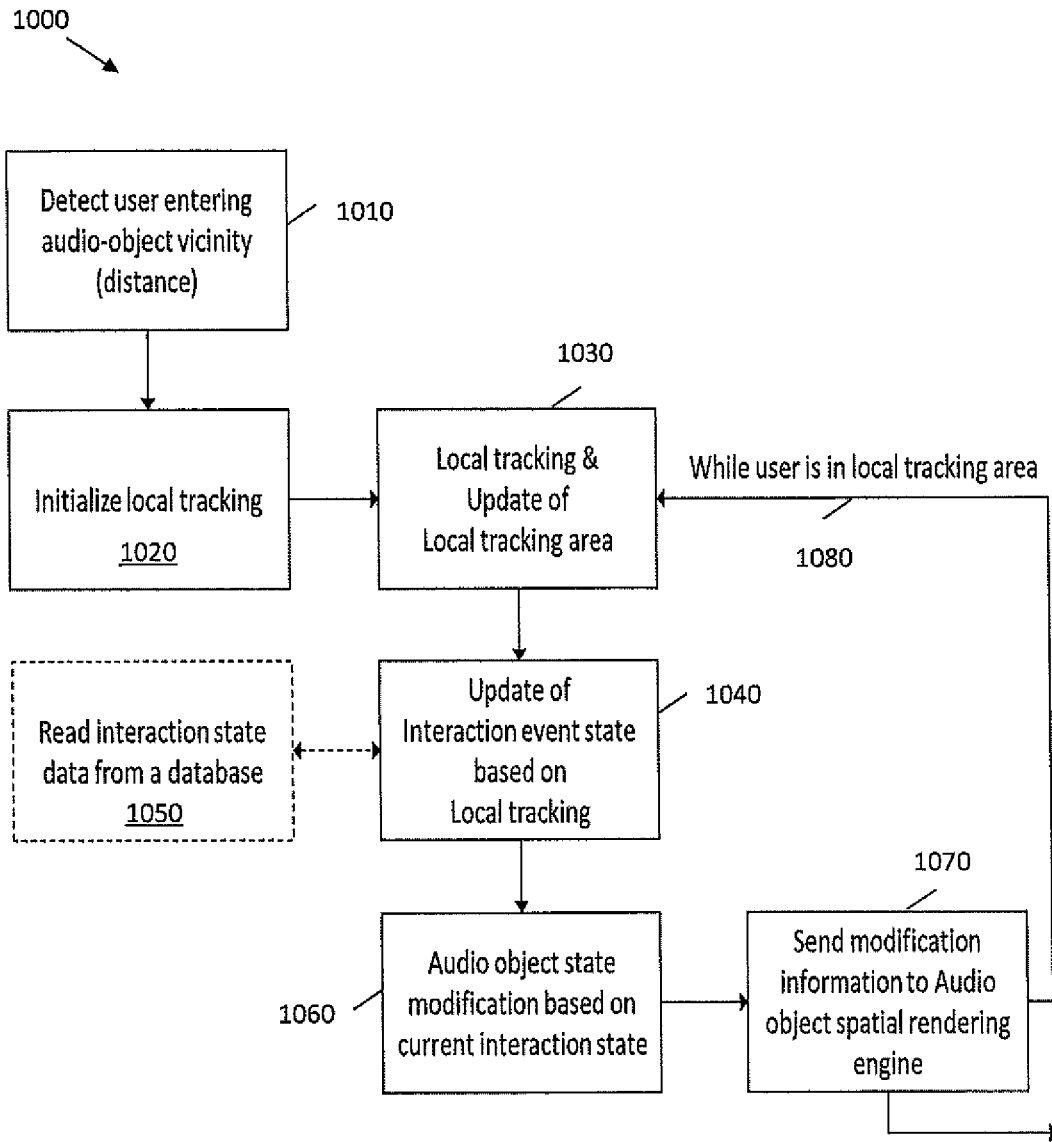 1000
Detect user entering
audio-object vicinity
(distance)
1010
Initialize local tracking
1020
1030
Local tracking &
Update of
Local tracking area
While user is in local tracking area
1080
Read interaction state
data from a database
1050
Update of
Interaction event state
based on
Local tracking
1040
Audio object state
modification based on
current interaction state
1060
1070
Send modification
information to Audio
object spatial rendering
engine